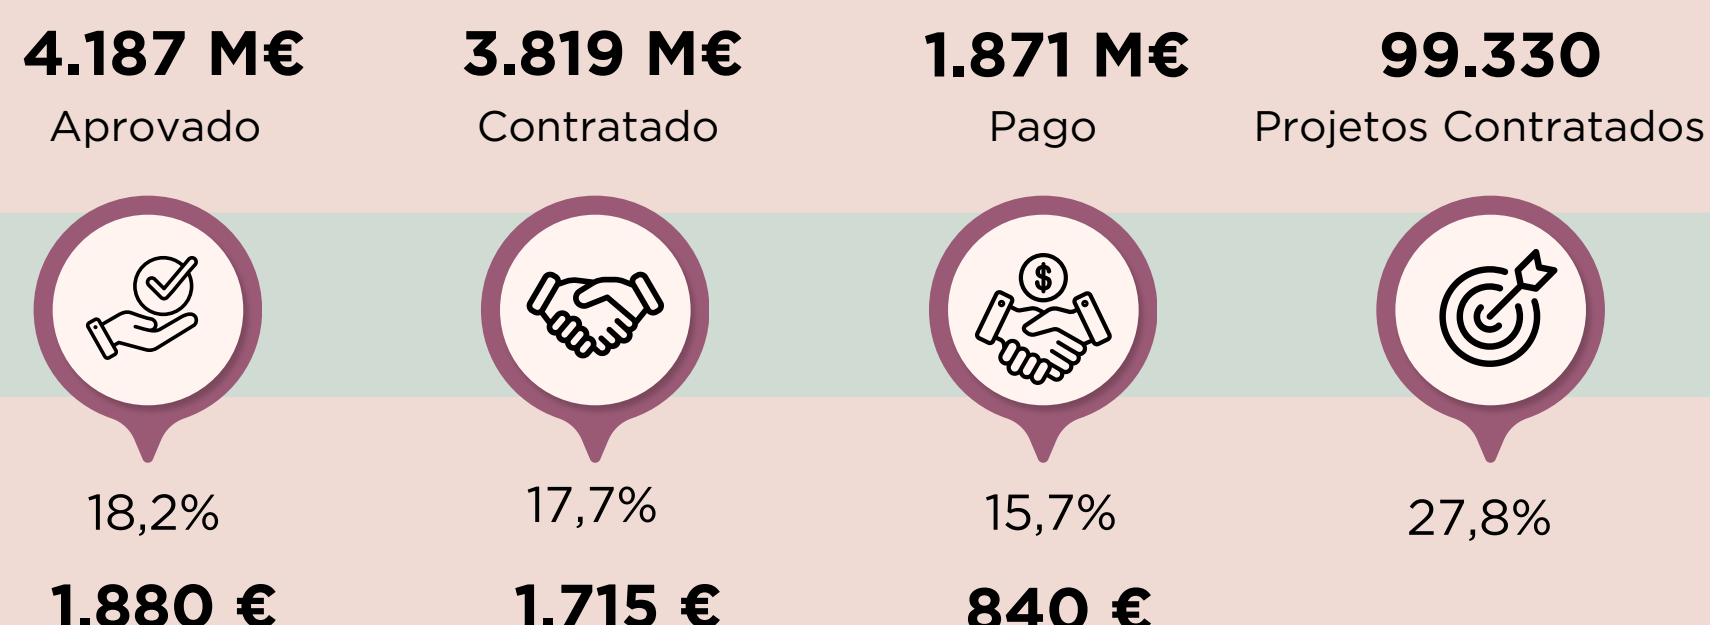 4.187 M€ 3.819 M€ 1.871 M€ 99.330
Aprovado Contratado Pago Projetos Contratados
$
18,2% 17,7% 15,7% 27,8%
1.880 € 1.715 € 840 €